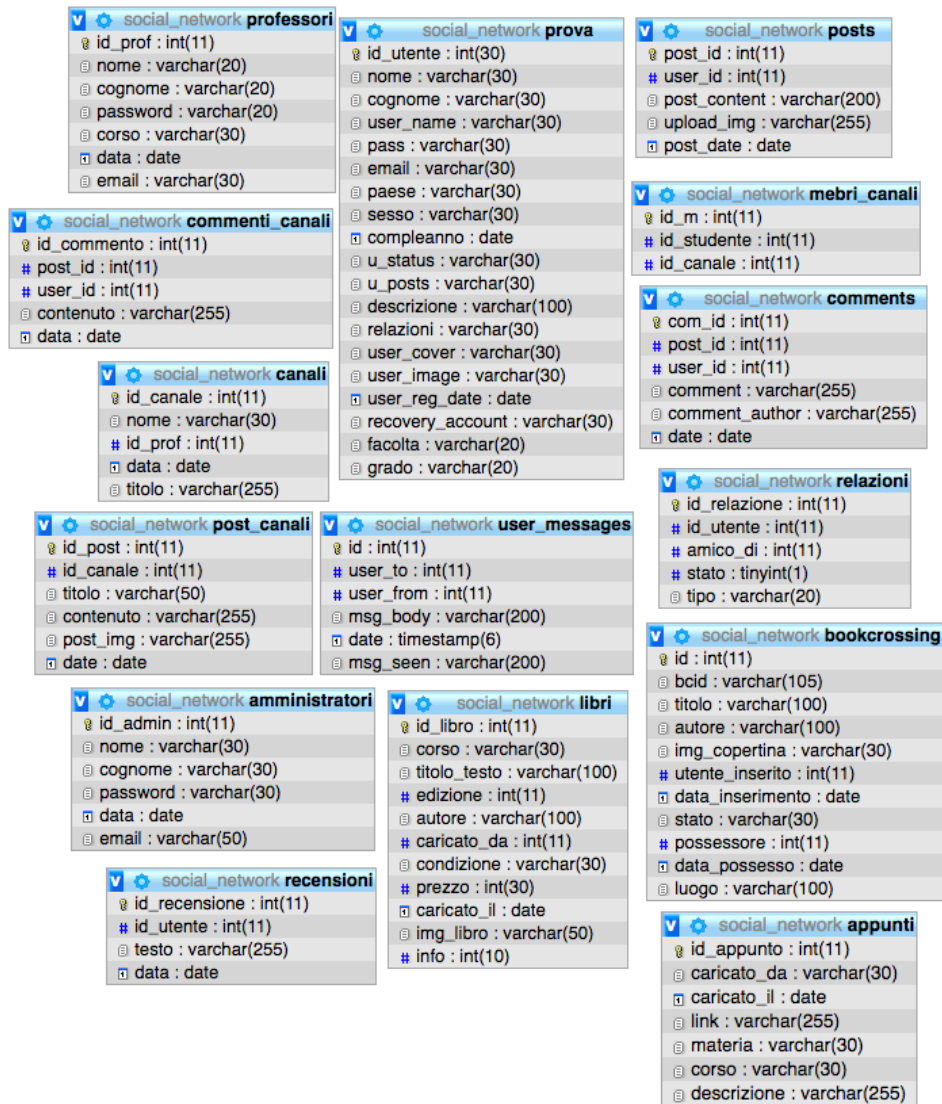 social_network professori
id_prof : int(11)
nome : varchar(20)
cognome : varchar(20)
password : varchar(20)
corso : varchar(30)
data : date
email : varchar(30)
social_network prova
id_utente : int(30)
nome : varchar(30)
cognome : varchar(30)
user_name : varchar(30)
pass : varchar(30)
email : varchar(30)
paese : varchar(30)
sesso : varchar(30)
compleanno : date
u_status : varchar(30)
u_posts : varchar(30)
descrizione : varchar(100)
relazioni : varchar(30)
user_cover : varchar(30)
user_image : varchar(30)
user_reg_date : date
recovery_account : varchar(30)
facolta : varchar(20)
grado : varchar(20)
social_network posts
post_id : int(11)
user_id : int(11)
post_content : varchar(200)
upload_img : varchar(255)
post_date : date
social_network mebri_canali
id_m : int(11)
id_studente : int(11)
id_canale : int(11)
social_network commenti_canali
id_commento : int(11)
post_id : int(11)
user_id : int(11)
contenuto : varchar(255)
data : date
social_network comments
com_id : int(11)
post_id : int(11)
user_id : int(11)
comment : varchar(255)
comment_author : varchar(255)
date : date
social_network canali
id_canale : int(11)
nome : varchar(30)
id_prof : int(11)
data : date
titolo : varchar(255)
social_network relazioni
id_relazione : int(11)
id_utente : int(11)
amico_di : int(11)
stato : tinyint(1)
tipo : varchar(20)
social_network post_canali
id_post : int(11)
id_canale : int(11)
titolo : varchar(50)
contenuto : varchar(255)
post_img : varchar(255)
date : date
social_network user_messages
id : int(11)
user_to : int(11)
user_from : int(11)
msg_body : varchar(200)
date : timestamp(6)
msg_seen : varchar(200)
social_network bookcrossing
id : int(11)
bcid : varchar(105)
titolo : varchar(100)
autore : varchar(100)
img_copertina : varchar(30)
utente_inserito : int(11)
data_inserimento : date
stato : varchar(30)
possessore : int(11)
data_possesso : date
luogo : varchar(100)
social_network amministratori
id_admin : int(11)
nome : varchar(30)
cognome : varchar(30)
password : varchar(30)
data : date
email : varchar(50)
social_network libri
id_libro : int(11)
corso : varchar(30)
titolo_testo : varchar(100)
edizione : int(11)
autore : varchar(100)
caricato_da : int(11)
condizione : varchar(30)
prezzo : int(30)
caricato_il : date
img_libro : varchar(50)
info : int(10)
social_network recensioni
id_recensione : int(11)
id_utente : int(11)
testo : varchar(255)
data : date
social_network appunti
id_appunto : int(11)
caricato_da : varchar(30)
caricato_il : date
link : varchar(255)
materia : varchar(30)
corso : varchar(30)
descrizione : varchar(255)